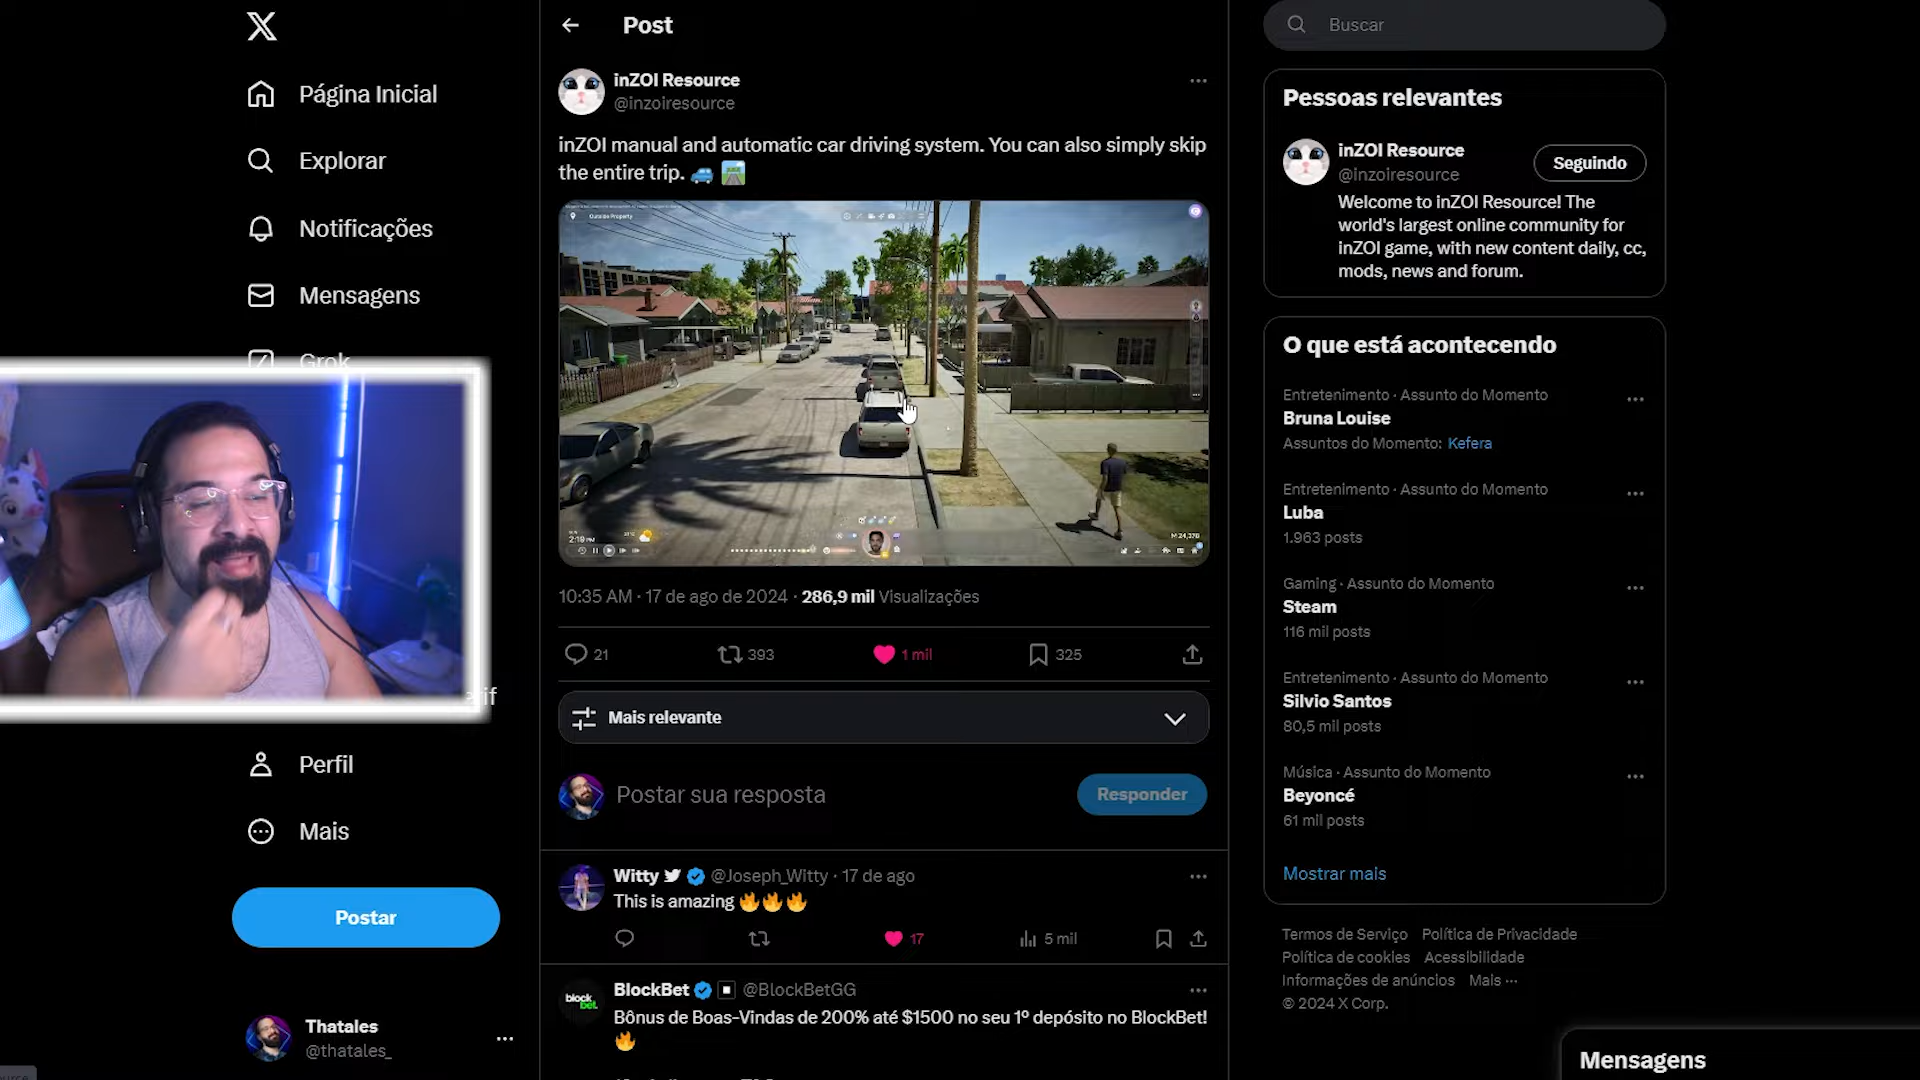 Página Inicial
Explorar
Notificações
Mensagens
Grok
Perfil
Mais
Postar
Thatales
@thatales_
Post
inZOI Resource
@inzoiresource
inZOI manual and automatic car driving system. You can also simply skip
the entire trip.
Outside Property
2:19 PM
10:35 AM · 17 de ago de 2024 · 286,9 mil Visualizações
21
393
1 mil
325
Mais relevante
Postar sua resposta
Responder
Witty @Joseph_Witty · 17 de ago
This is amazing
17
5 mil
block
bet.
BlockBet @BlockBetGG
Bônus de Boas-Vindas de 200% até $1500 no seu 1º depósito no BlockBet!
Buscar
Pessoas relevantes
inZOI Resource
@inzoiresource
Seguindo
Welcome to inZOI Resource! The
world's largest online community for
inZOI game, with new content daily, cc,
mods, news and forum.
O que está acontecendo
Entretenimento · Assunto do Momento
Bruna Louise
Assuntos do Momento: Kefera
Entretenimento · Assunto do Momento
Luba
1.963 posts
Gaming · Assunto do Momento
Steam
116 mil posts
Entretenimento · Assunto do Momento
Silvio Santos
80,5 mil posts
Música · Assunto do Momento
Beyoncé
61 mil posts
Mostrar mais
Termos de Serviço Política de Privacidade
Política de cookies Acessibilidade
Informações de anúncios Mais ···
© 2024 X Corp.
Mensagens